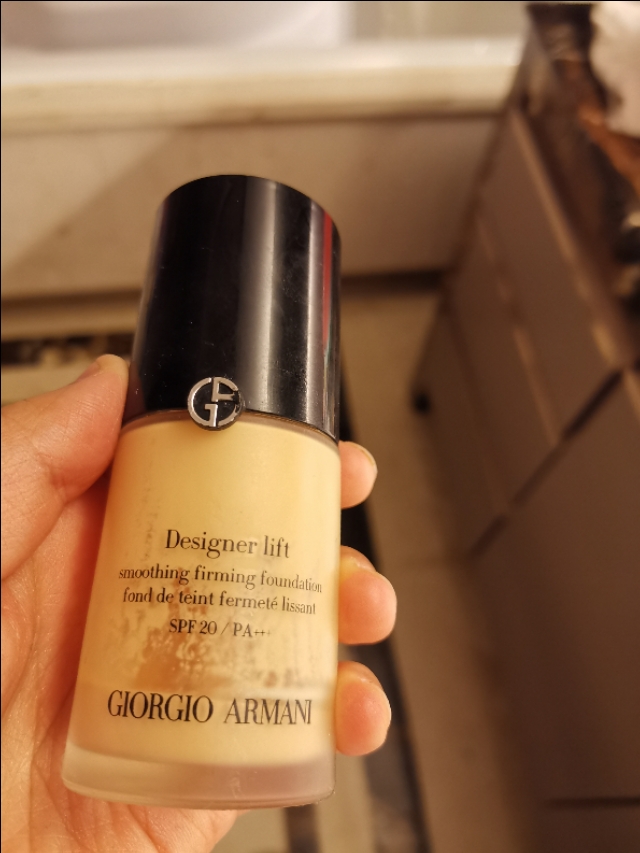 Designer lift
smoothing firming foundation
fond de teint fermeté lissant
SPF 20 / PA++
GIORGIO ARMANI